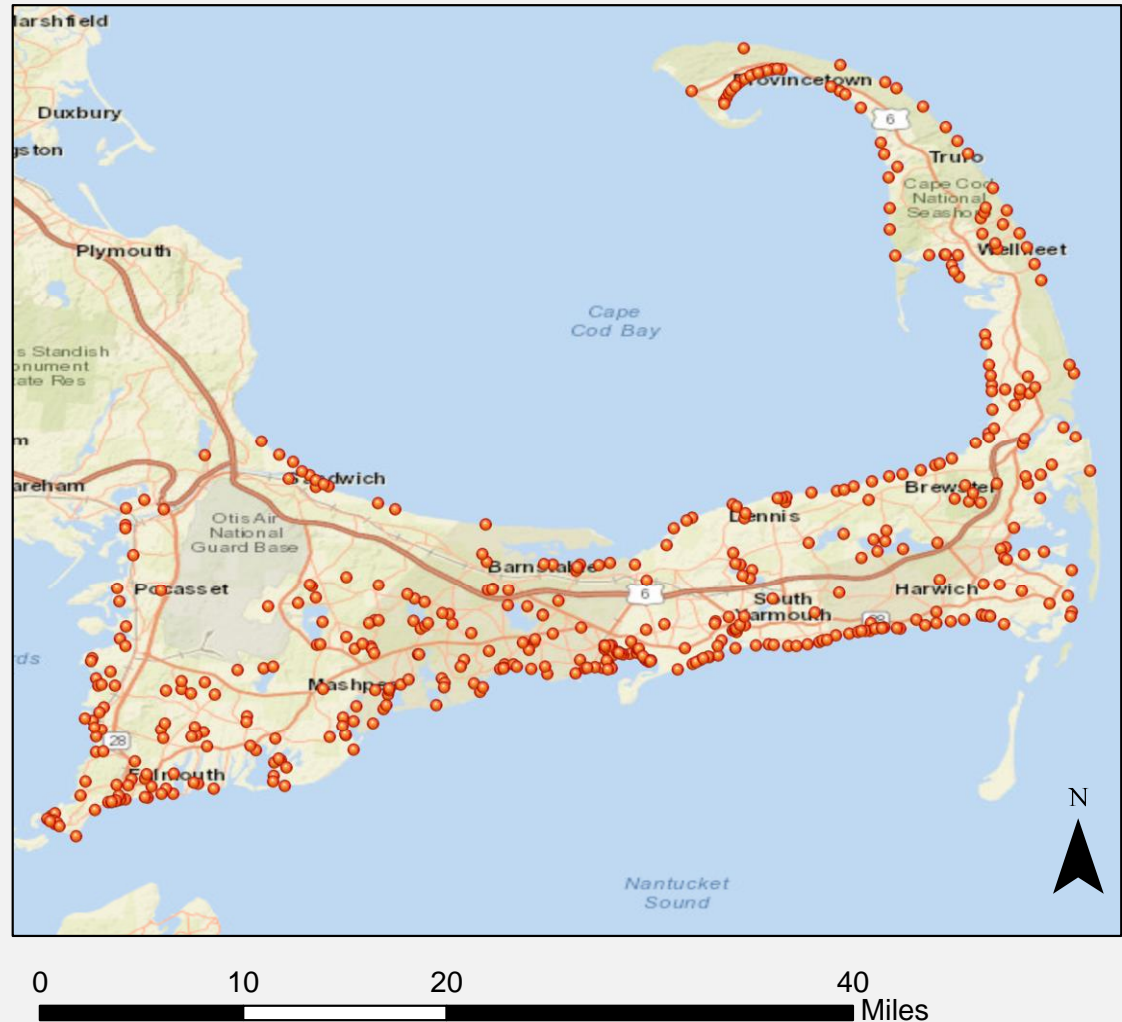 arshfield
Provincetown
Duxbury
6
gston
Truro
Cape Cod
National
Seashore
Plymouth
Wellfleet
Cape
Cod Bay
s Standish
onument
ate Res
m
areham
Sandwich
Brewster
Otis Air
National
Guard Base
Dennis
Barnstable
Pocasset
6
South
Yarmouth
Harwich
28
rds
Mashpee
28
Falmouth
N
Nantucket
Sound
0 10 20 40
Miles